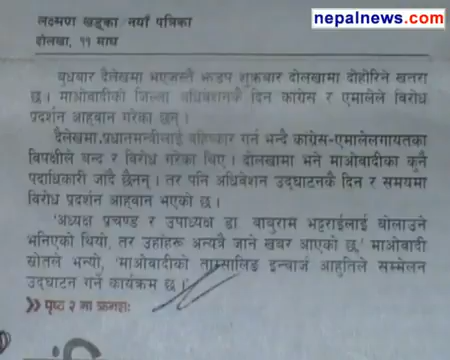 nepalnews.com
लक्ष्मण खड्का/नयाँ पत्रिका
दोलखा, ११ माघ
बुधबार दैलेखमा भएजस्तै झडप शुक्रबार दोलखामा दोहोरिने खतरा
छ । माओवादीको जिल्ला अधिवेशनकै दिन कांग्रेस र एमालेले विरोध
प्रदर्शन आह्वान गरेका छन् ।
दैलेखमा प्रधानमन्त्रीलाई बहिष्कार गर्न भन्दै कांग्रेस-एमालेलगायतका
विपक्षीले बन्द र विरोध गरेका थिए । दोलखामा भने माओवादीका कुनै
पदाधिकारी जाँदै छैनन् । तर पनि अधिवेशन उद्घाटनकै दिन र समयमा
विरोध प्रदर्शन आह्वान भएको छ ।
'अध्यक्ष प्रचण्ड र उपाध्यक्ष डा. बाबुराम भट्टराईलाई बोलाउने
भनिएको थियो, तर उहाँहरू अन्यत्रै जाने खबर आएको छ,' माओवादी
स्रोतले भन्यो, 'माओवादीको ताम्सालिङ इन्चार्ज आहुतिले सम्मेलन
उद्घाटन गर्ने कार्यक्रम छ ।'
पृष्ठ २ मा क्रमशः